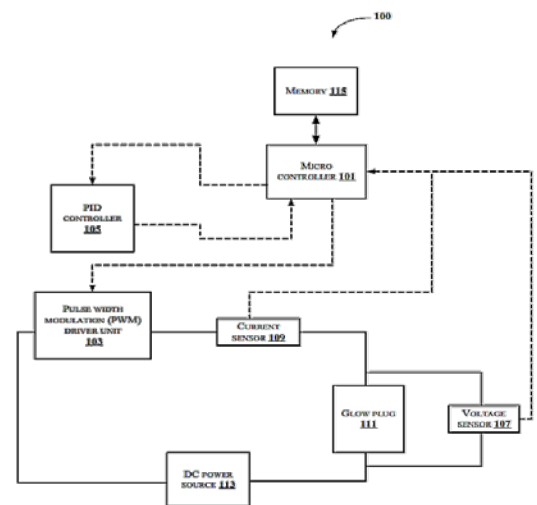 100
MEMORY 115
MICRO
CONTROLLER 101
PID
CONTROLLER
105
PULSE WIDTH
MODULATION (PWM)
DRIVER UNIT
103
CURRENT
SENSOR 109
GLOW PLUG
111
VOLTAGE
SENSOR 107
DC POWER
SOURCE 113